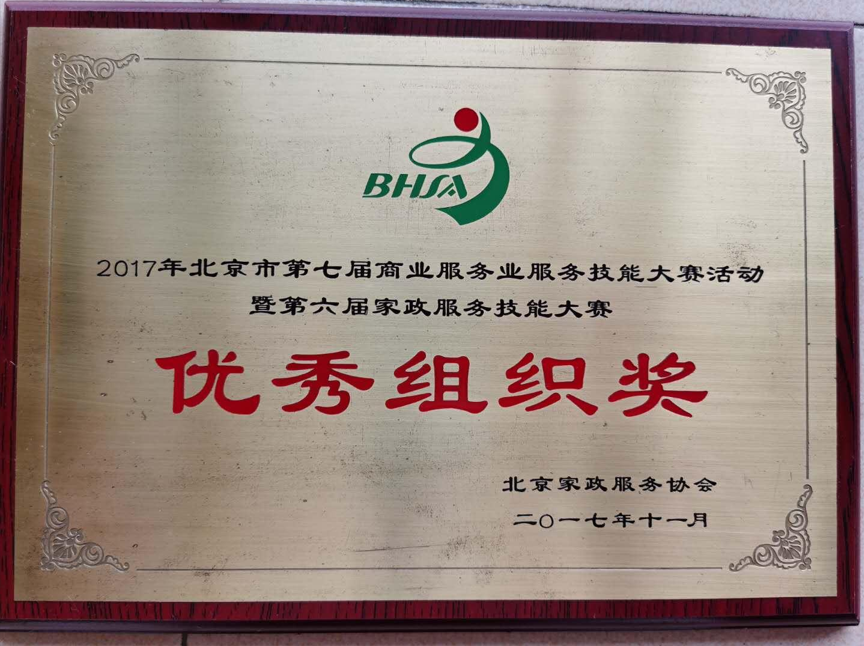 BHSA
2017年北京市第七届商业服务业服务技能大赛活动
暨第六届家政服务技能大赛
优秀组织奖
北京家政服务协会
二〇一七年十一月